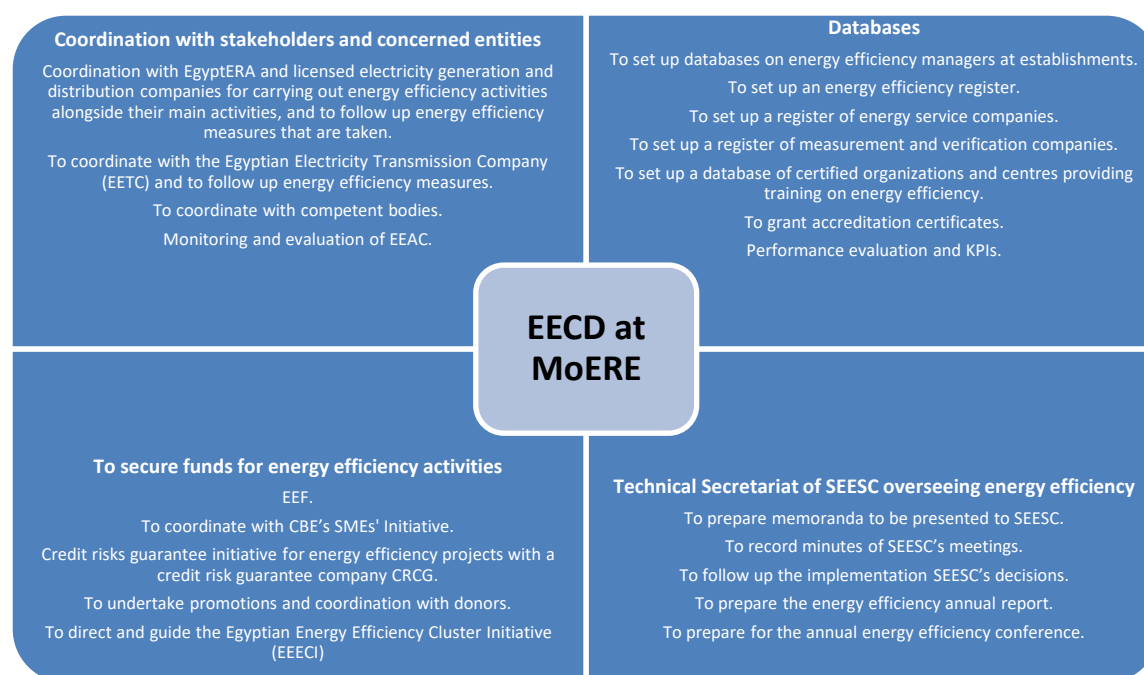 Coordination with stakeholders and concerned entities
Coordination with EgyptERA and licensed electricity generation and
distribution companies for carrying out energy efficiency activities
alongside their main activities, and to follow up energy efficiency
measures that are taken.
To coordinate with the Egyptian Electricity Transmission Company
(EETC) and to follow up energy efficiency measures.
To coordinate with competent bodies.
Monitoring and evaluation of EEAC.
Databases
To set up databases on energy efficiency managers at establishments.
To set up an energy efficiency register.
To set up a register of energy service companies.
To set up a register of measurement and verification companies.
To set up a database of certified organizations and centres providing
training on energy efficiency.
To grant accreditation certificates.
Performance evaluation and KPIs.
EECD at
MoERE
To secure funds for energy efficiency activities
EEF.
To coordinate with CBE's SMEs' Initiative.
Credit risks guarantee initiative for energy efficiency projects with a
credit risk guarantee company CRCG.
To undertake promotions and coordination with donors.
To direct and guide the Egyptian Energy Efficiency Cluster Initiative
(EEECI)
Technical Secretariat of SEESC overseeing energy efficiency
To prepare memoranda to be presented to SEESC.
To record minutes of SEESC's meetings.
To follow up the implementation SEESC's decisions.
To prepare the energy efficiency annual report.
To prepare for the annual energy efficiency conference.